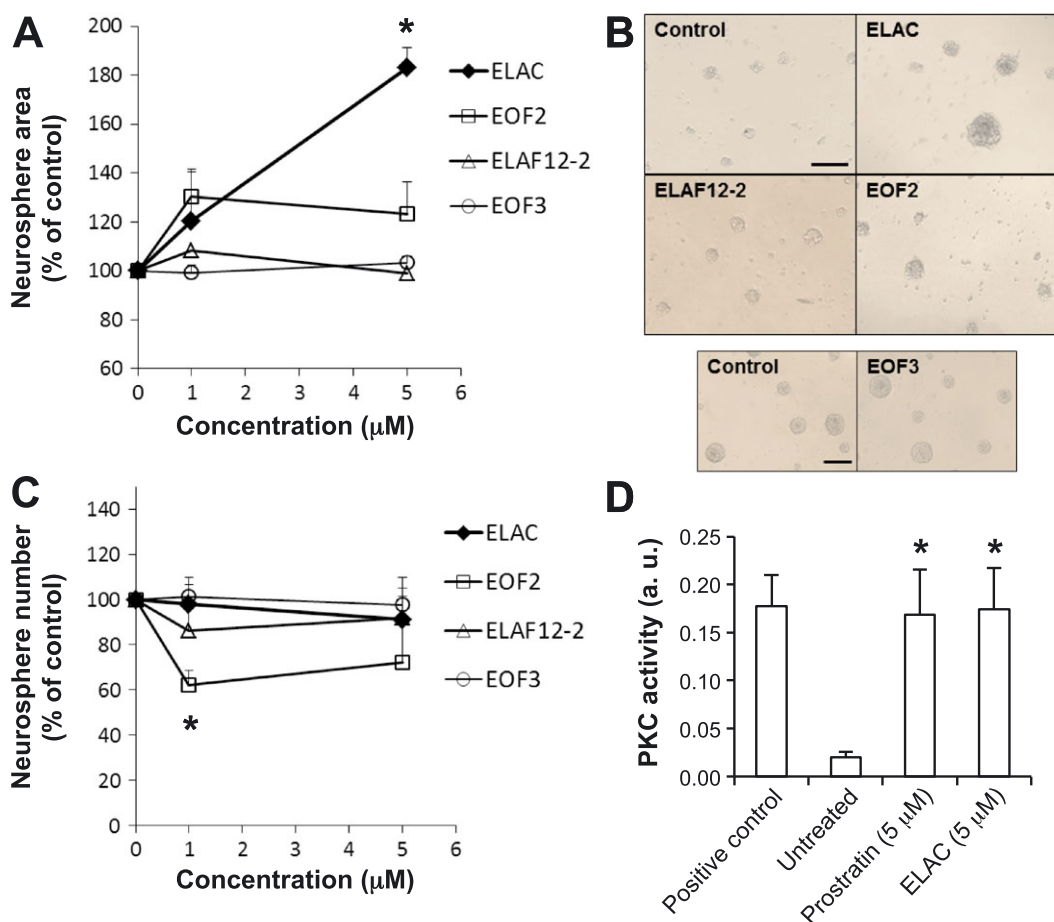 A
Neurosphere area
(% of control)
200
180
160
140
120
100
80
60
*
0 1 2 3 4 5 6
Concentration (μM)
ELAC
EOF2
ELAF12-2
EOF3
B
Control
ELAC
ELAF12-2
EOF2
Control
EOF3
C
Neurosphere number
(% of control)
140
120
100
80
60
40
20
0
*
0 1 2 3 4 5 6
Concentration (μM)
ELAC
EOF2
ELAF12-2
EOF3
D
PKC activity (a. u.)
0.25
0.20
0.15
0.10
0.05
0.00
* *
Positive control
Untreated
Prostratin (5 μM)
ELAC (5 μM)